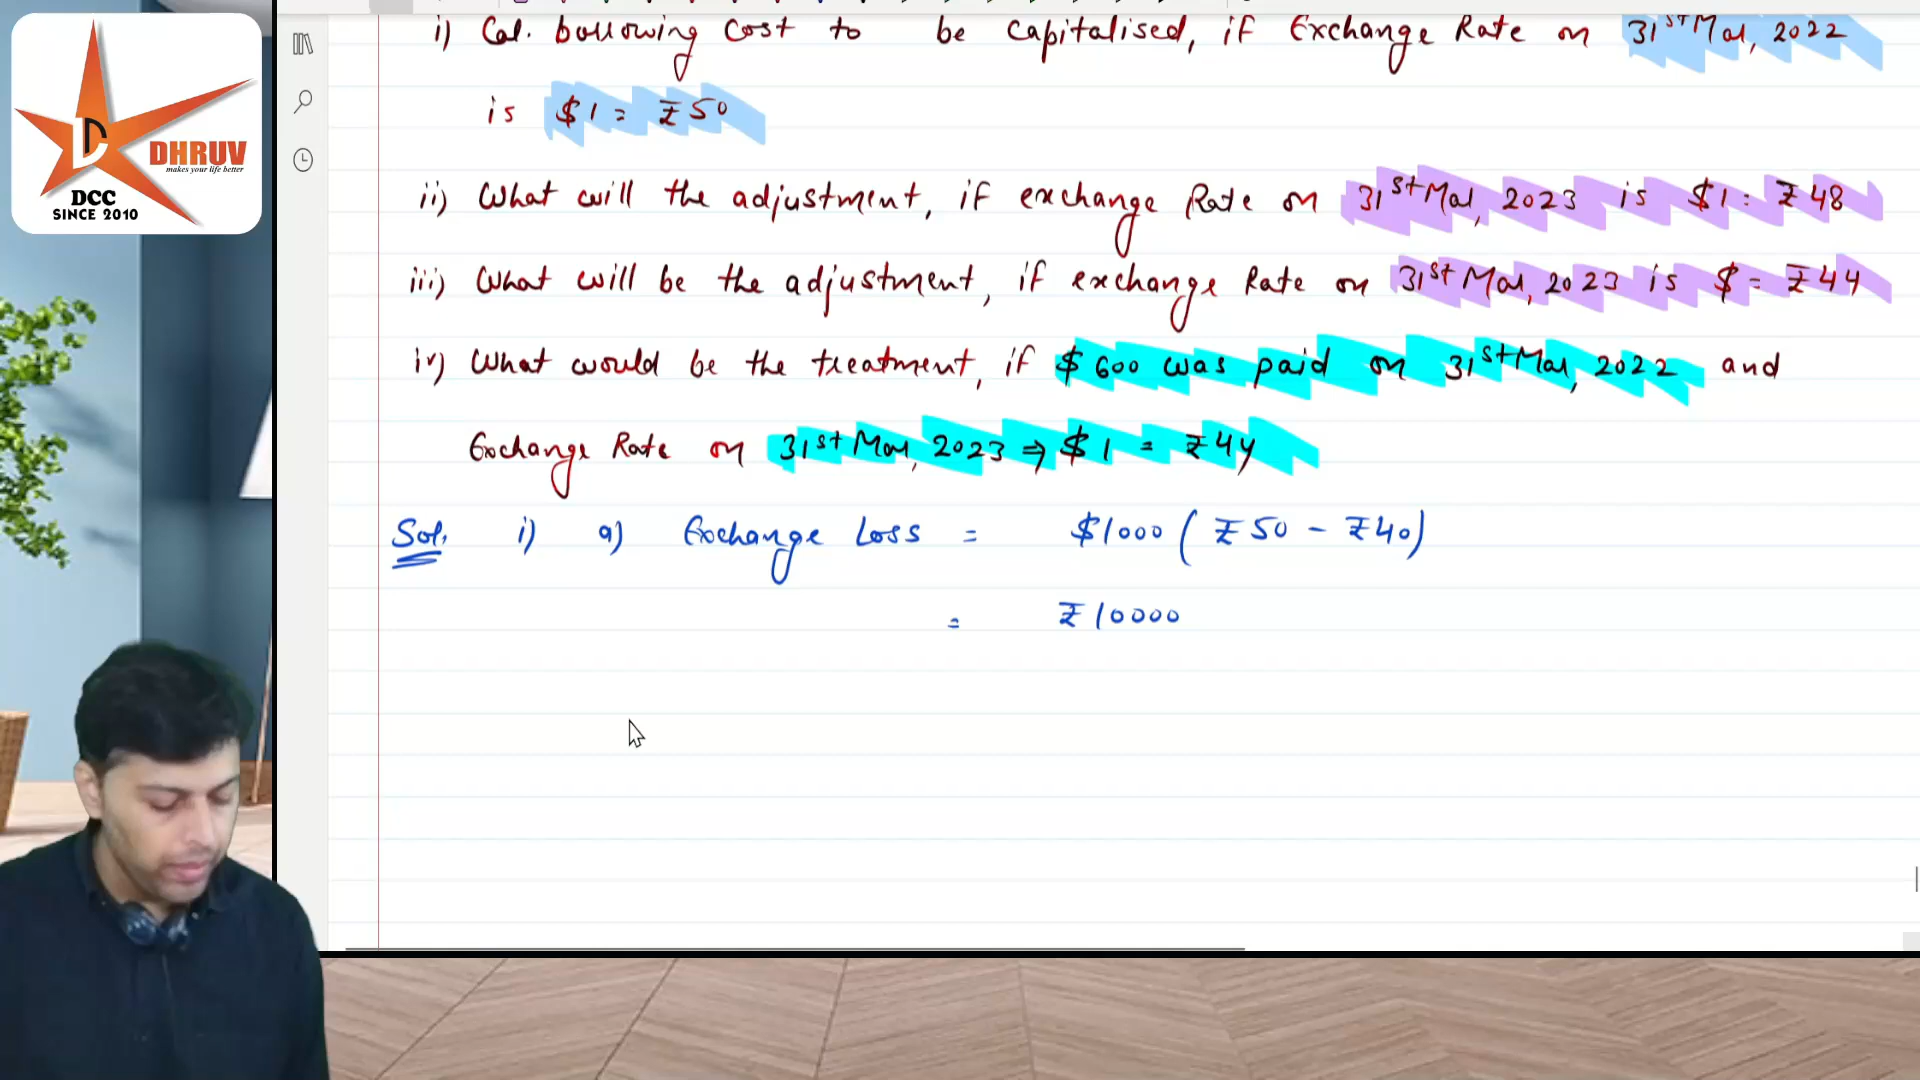 DC
DHRUV
makes your life better
DCC
SINCE 2010
i) Cal. borrowing Cost to be capitalised, if Exchange Rate on 31st Mar, 2022
is $1 = ₹50
ii) What will the adjustment, if exchange Rate on 31st Mar, 2023 is $1 = ₹48
iii) What will be the adjustment, if exchange Rate on 31st Mar, 2023 is $ = ₹44
iv) What would be the treatment, if $600 was paid on 31st Mar, 2022 and
Exchange Rate on 31st Mar, 2023 ⇒ $1 = ₹44
Sol. i) a) Exchange Loss = $1000 (₹50 - ₹40)
= ₹10000